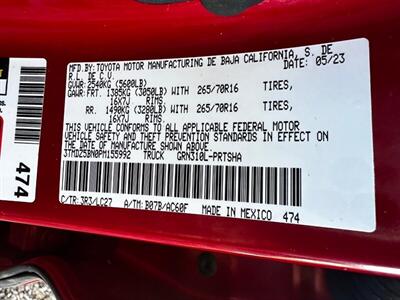 MFD.BY: TOYOTA MOTOR MANUFACTURING DE BAJA CALIFORNIA, S. DE
R.L. DE C.V. 05/23
GVWR: 2540KG (5600LB)
GAWR: FRT. 1385KG (3050LB) WITH 265/70R16 TIRES,
16X7J RIMS.
RR. 1490KG (3280LB) WITH 265/70R16 TIRES,
16X7J RIMS.
THIS VEHICLE CONFORMS TO ALL APPLICABLE FEDERAL MOTOR
VEHICLE SAFETY AND THEFT PREVENTION STANDARDS IN EFFECT ON
THE DATE OF MANUFACTURE SHOWN ABOVE.
3TMDZ5BN0PM155992 TRUCK GRN310L-PRTSHA
C/TR: 3R3/LC27 A/TM: B07B/AC60F MADE IN MEXICO 474
474